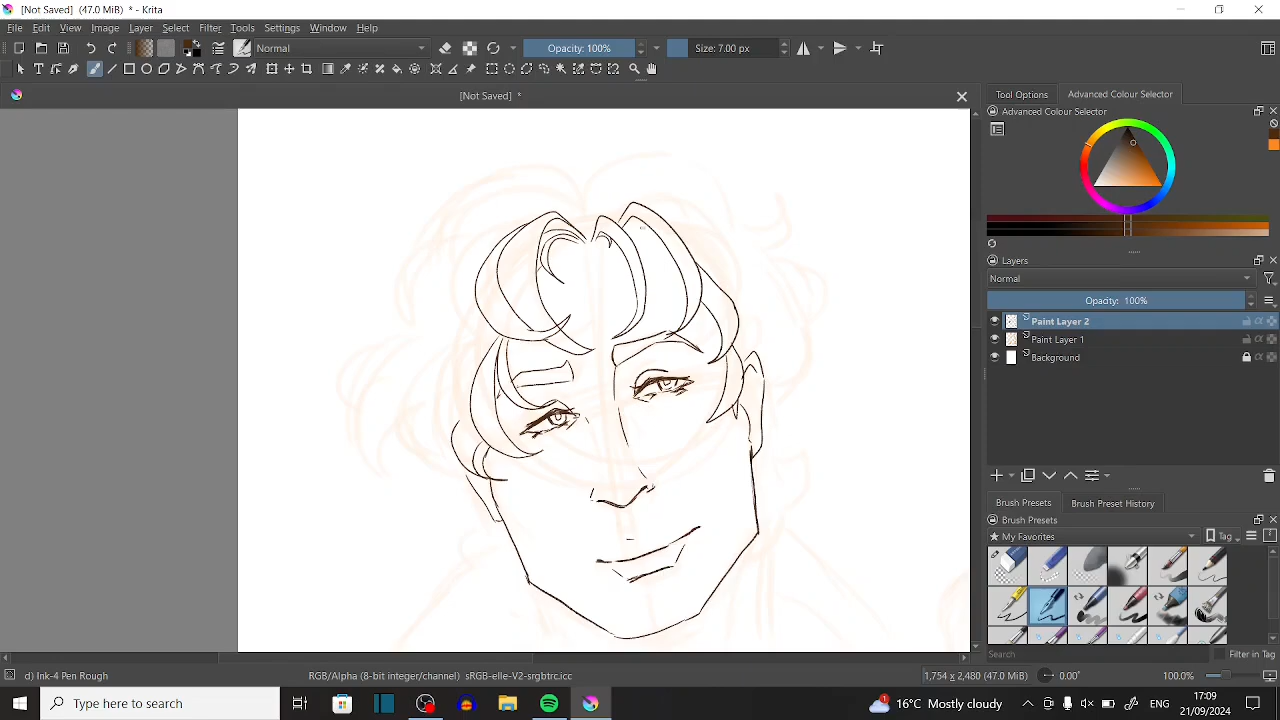 [Not Saved] (47.0 MiB) * - Krita
File Edit View Image Layer Select Filter Tools Settings Window Help
Normal Opacity: 100% Size: 7.00 px
[Not Saved] *
Tool Options Advanced Colour Selector
Advanced Colour Selector
Layers
Normal
Opacity: 100%
Paint Layer 2
Paint Layer 1
Background
Brush Presets Brush Preset History
Brush Presets
My Favorites Tag
Search Filter in Tag
d) Ink-4 Pen Rough RGB/Alpha (8-bit integer/channel) sRGB-elle-V2-srgbtrc.icc 1,754 x 2,480 (47.0 MiB) 0.00° 100.0%
Type here to search 16°C Mostly cloudy ENG 17:09
21/09/2024